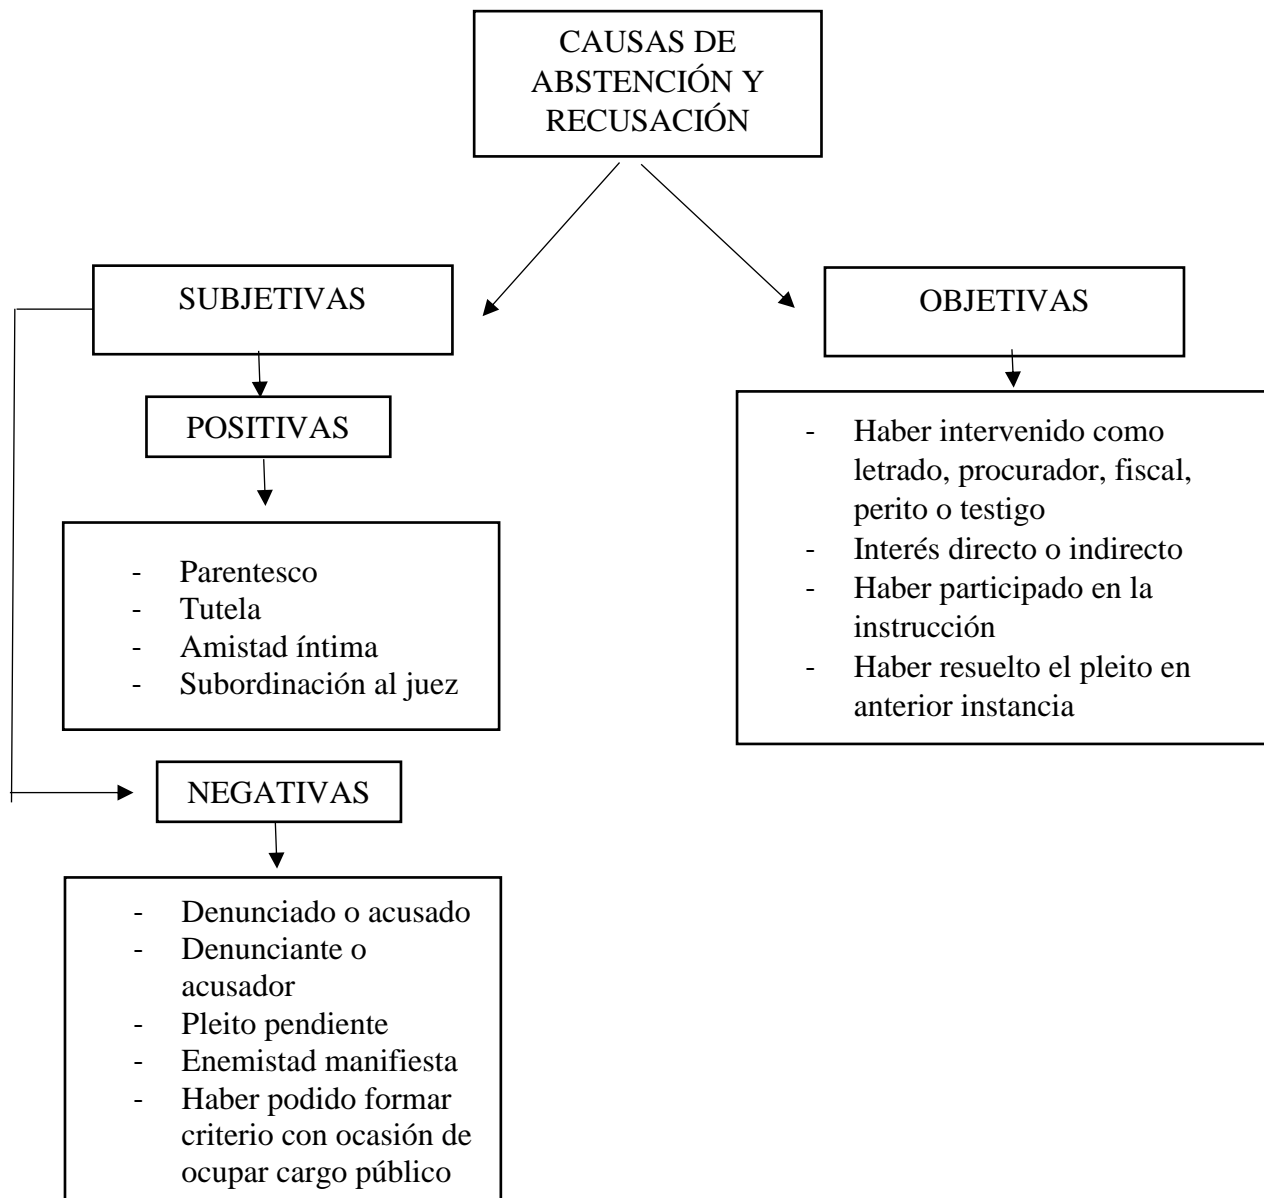 CAUSAS DE
ABSTENCIÓN Y
RECUSACIÓN
SUBJETIVAS
POSITIVAS
- Parentesco
- Tutela
- Amistad íntima
- Subordinación al juez
NEGATIVAS
- Denunciado o acusado
- Denunciante o
acusador
- Pleito pendiente
- Enemistad manifiesta
- Haber podido formar
criterio con ocasión de
ocupar cargo público
OBJETIVAS
- Haber intervenido como
letrado, procurador, fiscal,
perito o testigo
- Interés directo o indirecto
- Haber participado en la
instrucción
- Haber resuelto el pleito en
anterior instancia